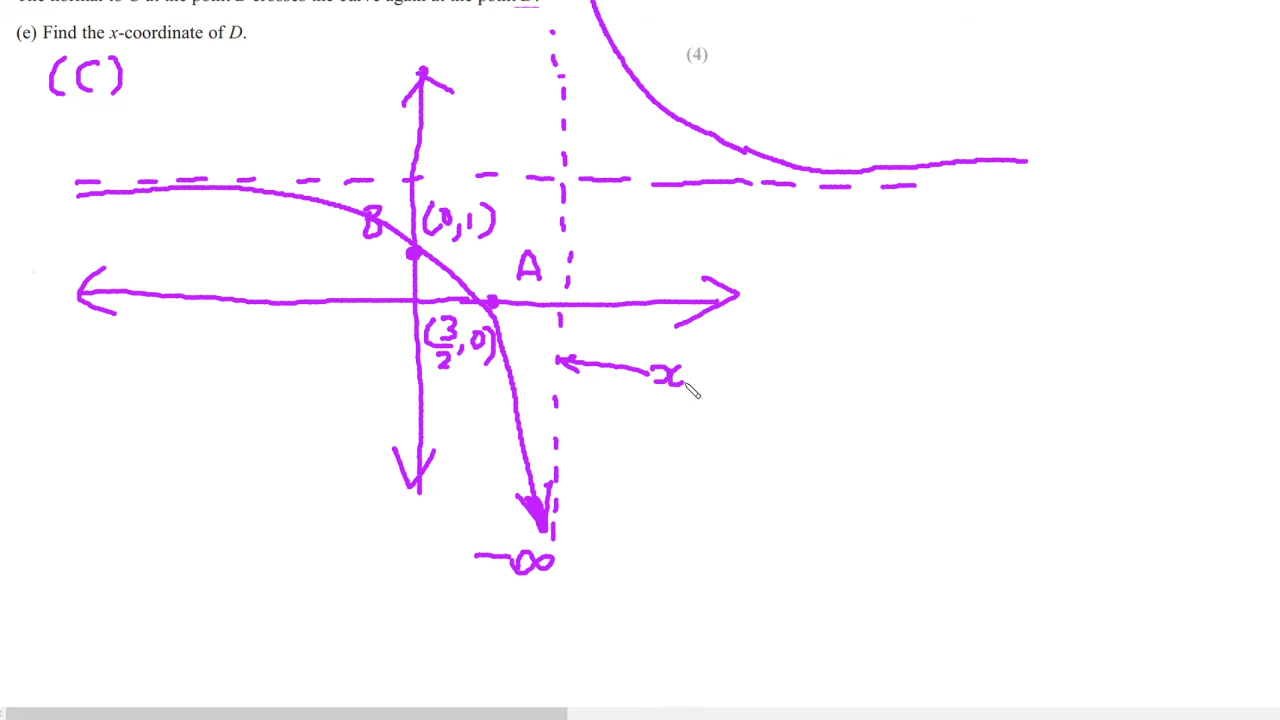 (e) Find the x-coordinate of D.
(4)
(C)
B (0,1)
A
(3/2, 0)
x
-∞